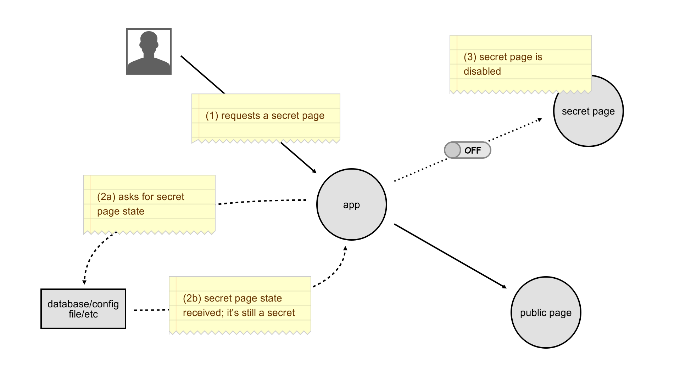 (1) requests a secret page
(3) secret page is
disabled
secret page
OFF
(2a) asks for secret
page state
app
(2b) secret page state
received; it's still a secret
database/config
file/etc
public page